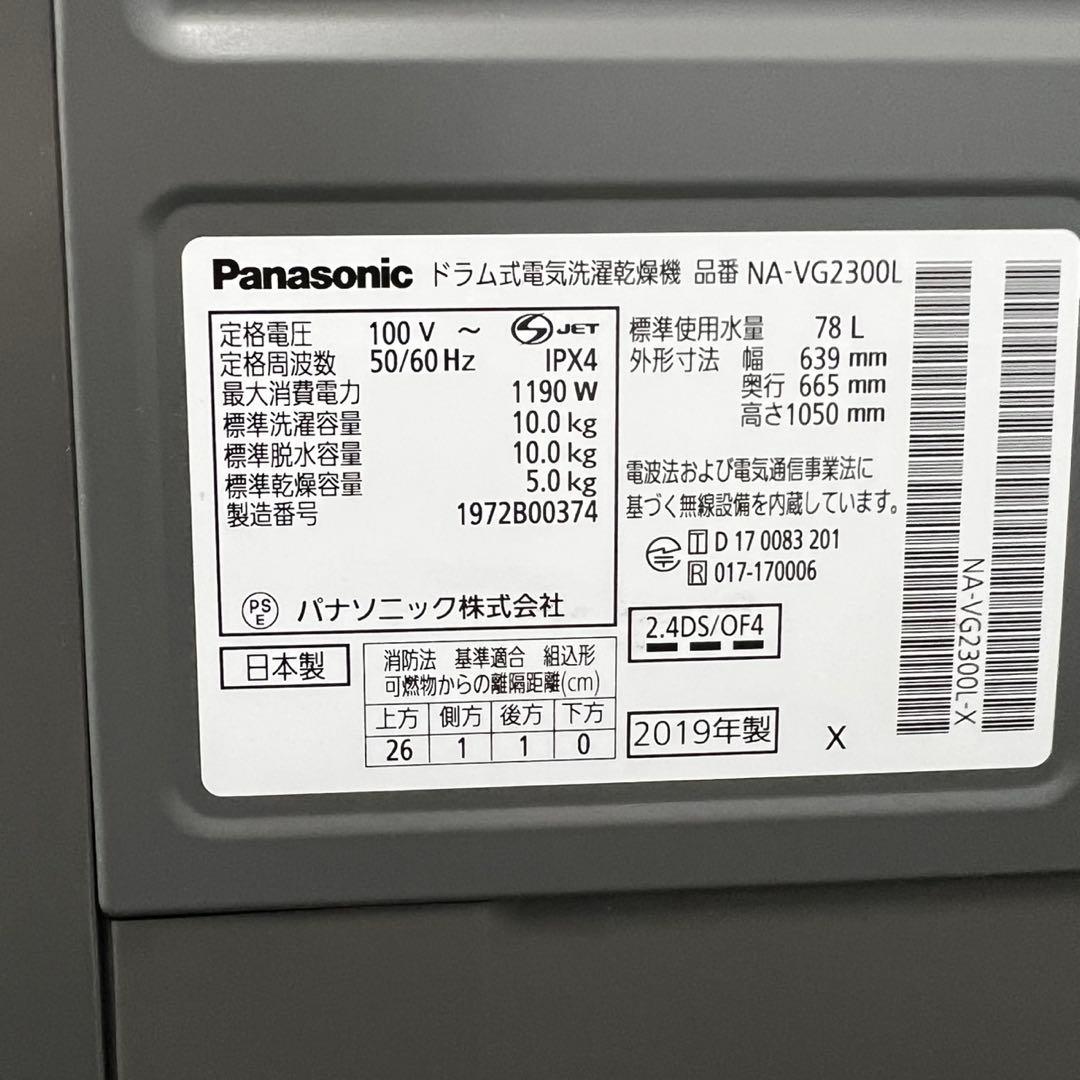 Panasonic ドラム式電気洗濯乾燥機 品番 NA-VG2300L
定格電圧 100 V ～ S JET
定格周波数 50/60 Hz IPX4
最大消費電力 1190 W
標準洗濯容量 10.0 kg
標準脱水容量 10.0 kg
標準乾燥容量 5.0 kg
製造番号 1972B00374
PS E パナソニック株式会社
標準使用水量 78 L
外形寸法 幅 639 mm
奥行 665 mm
高さ 1050 mm
電波法および電気通信事業法に
基づく無線設備を内蔵しています。
T D 17 0083 201
R 017-170006
2.4DS/OF4
日本製
消防法 基準適合 組込形
可燃物からの離隔距離(cm)
上方 側方 後方 下方
26 1 1 0
2019年製 X
NA-VG2300L-X